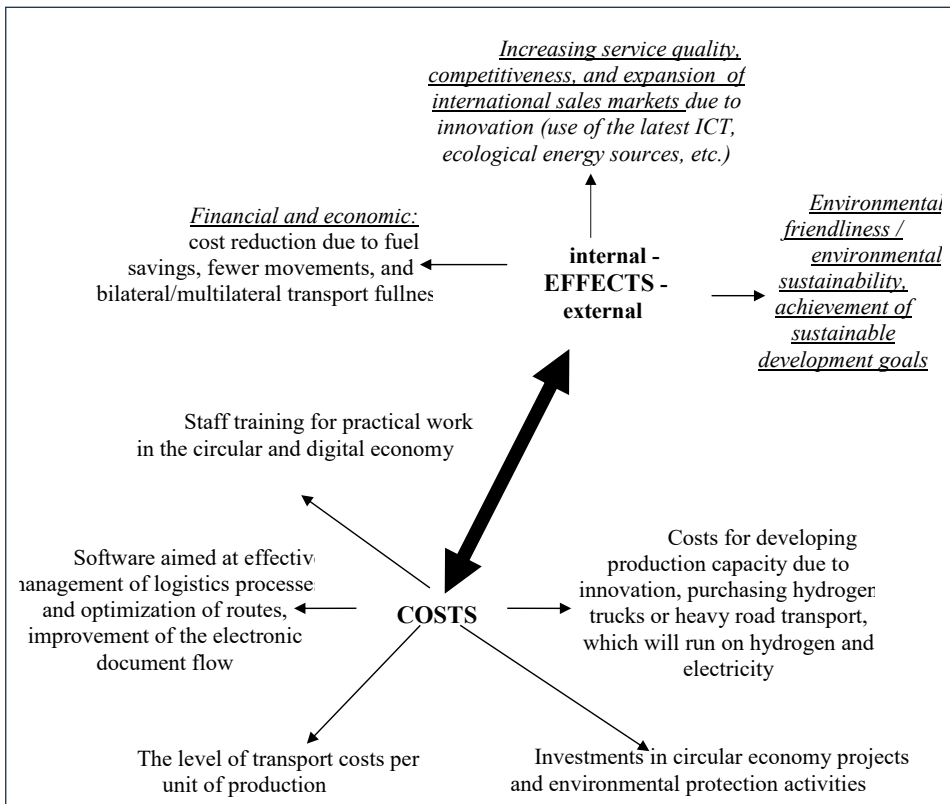 Increasing service quality,
competitiveness, and expansion of
international sales markets due to
innovation (use of the latest ICT,
ecological energy sources, etc.)
Financial and economic:
cost reduction due to fuel
savings, fewer movements, and
bilateral/multilateral transport fullnes
internal -
EFFECTS -
external
Environmental
friendliness /
environmental
sustainability,
achievement of
sustainable
development goals
Staff training for practical work
in the circular and digital economy
Software aimed at effectiv
nanagement of logistics processes
and optimization of routes,
improvement of the electronic
document flow
COSTS
Costs for developing
production capacity due to
innovation, purchasing hydrogen
trucks or heavy road transport,
which will run on hydrogen and
electricity
The level of transport costs per
unit of production
Investments in circular economy projects
and environmental protection activities